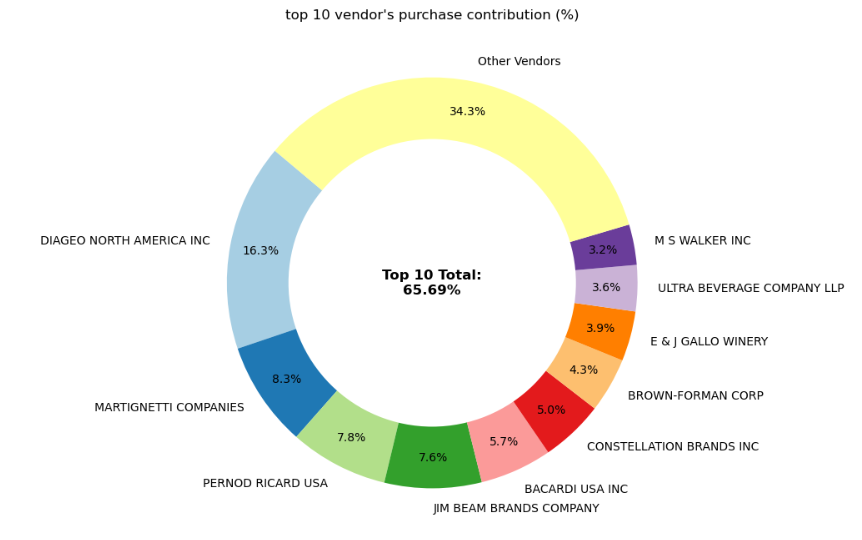 top 10 vendor's purchase contribution (%)
Other Vendors
34.3%
DIAGEO NORTH AMERICA INC
16.3%
MARTIGNETTI COMPANIES
8.3%
PERNOD RICARD USA
7.8%
JIM BEAM BRANDS COMPANY
7.6%
BACARDI USA INC
5.7%
CONSTELLATION BRANDS INC
5.0%
BROWN-FORMAN CORP
4.3%
E & J GALLO WINERY
3.9%
ULTRA BEVERAGE COMPANY LLP
3.6%
M S WALKER INC
3.2%
Top 10 Total:
65.69%